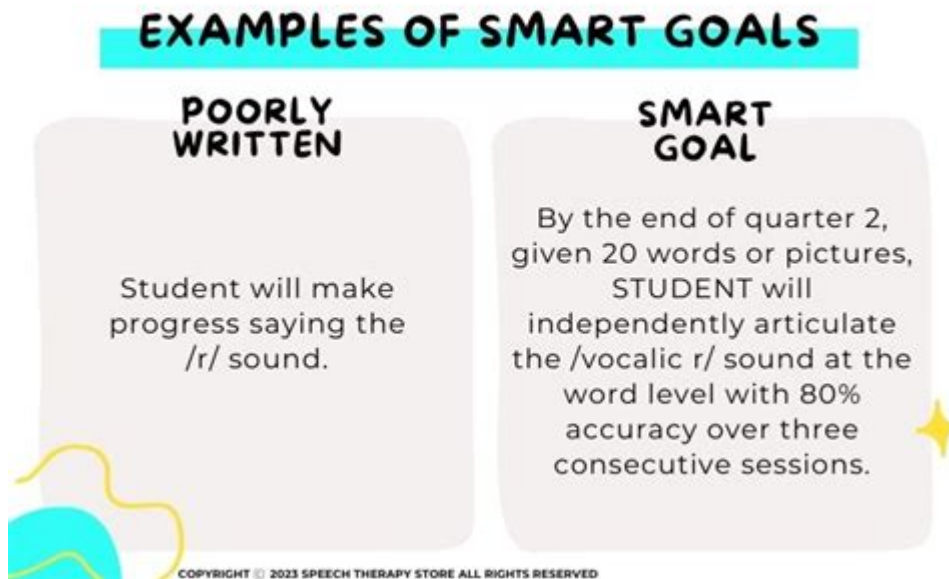 EXAMPLES OF SMART GOALS
POORLY
WRITTEN
Student will make
progress saying the
/r/ sound.
SMART
GOAL
By the end of quarter 2,
given 20 words or pictures,
STUDENT will
independently articulate
the /vocalic r/ sound at the
word level with 80%
accuracy over three
consecutive sessions.
COPYRIGHT © 2023 SPEECH THERAPY STORE ALL RIGHTS RESERVED